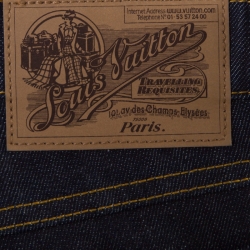 Internet Address: www.vuitton.com
Téléphone N° 01 53 57 24 00
Louis Vuitton
TRAVELLING
REQUISITES
101, av. des Champs-Elysées
Paris.